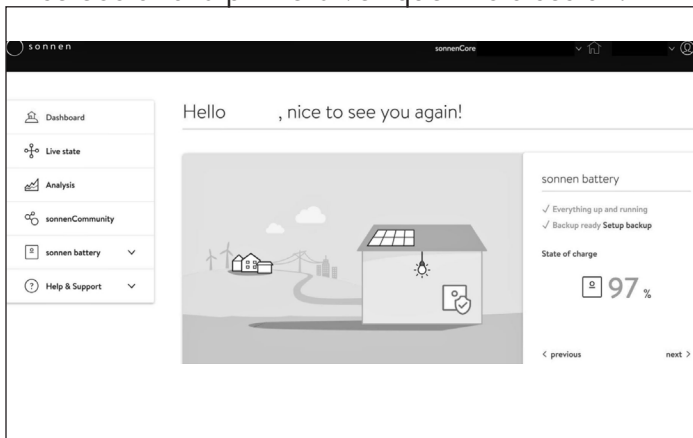 sonnen
sonnenCore
Dashboard
Live state
Analysis
sonnenCommunity
sonnen battery
Help & Support
Hello , nice to see you again!
sonnen battery
✓ Everything up and running
✓ Backup ready Setup backup
State of charge
97 %
< previous next >